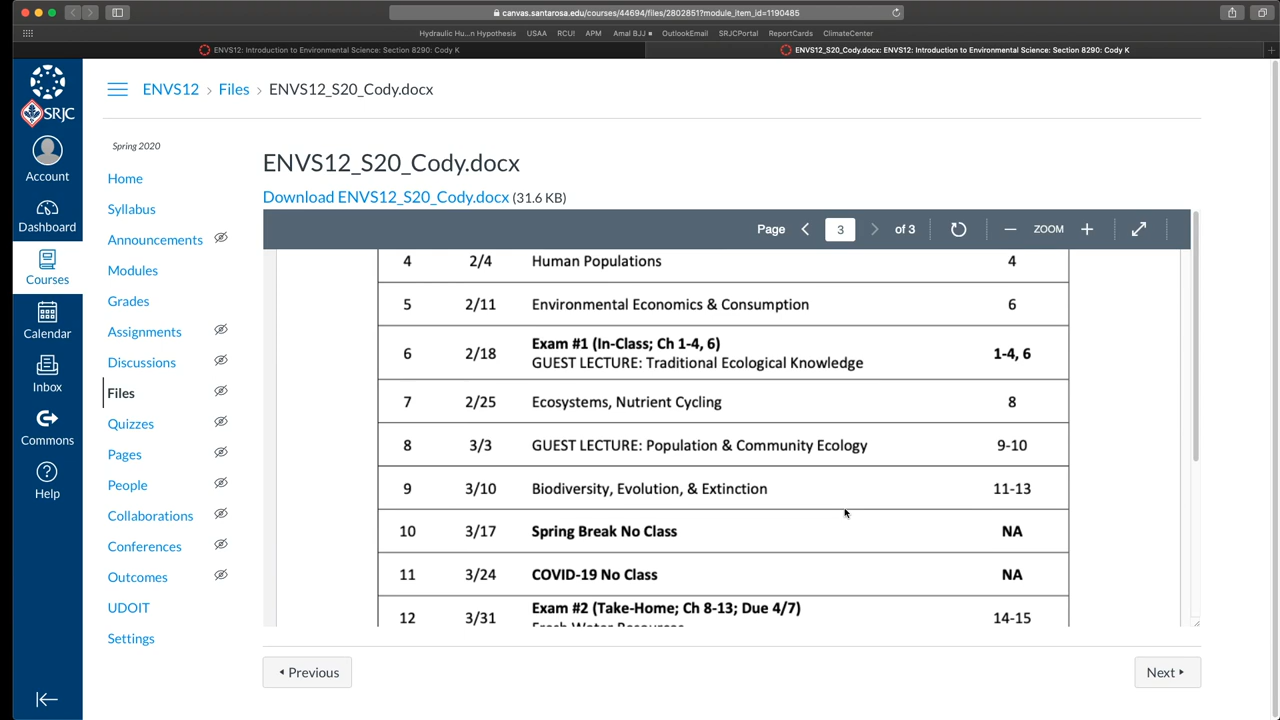 canvas.santarosa.edu/courses/44694/files/2802851?module_item_id=1190485
Hydraulic Hu...n Hypothesis USAA RCU! APM Amal BJJ OutlookEmail SRJCPortal ReportCards ClimateCenter
ENVS12: Introduction to Environmental Science: Section 8290: Cody K
ENVS12_S20_Cody.docx: ENVS12: Introduction to Environmental Science: Section 8290: Cody K
SRJC
Account
Dashboard
Courses
Calendar
Inbox
Commons
Help
ENVS12 › Files › ENVS12_S20_Cody.docx
Spring 2020
Home
Syllabus
Announcements
Modules
Grades
Assignments
Discussions
Files
Quizzes
Pages
People
Collaborations
Conferences
Outcomes
UDOIT
Settings
ENVS12_S20_Cody.docx
Download ENVS12_S20_Cody.docx (31.6 KB)
Page 3 of 3 ZOOM
4 2/4 Human Populations 4
5 2/11 Environmental Economics & Consumption 6
6 2/18 Exam #1 (In-Class; Ch 1-4, 6) 1-4, 6
GUEST LECTURE: Traditional Ecological Knowledge
7 2/25 Ecosystems, Nutrient Cycling 8
8 3/3 GUEST LECTURE: Population & Community Ecology 9-10
9 3/10 Biodiversity, Evolution, & Extinction 11-13
10 3/17 Spring Break No Class NA
11 3/24 COVID-19 No Class NA
12 3/31 Exam #2 (Take-Home; Ch 8-13; Due 4/7) 14-15
Fresh Water Resources
Previous
Next